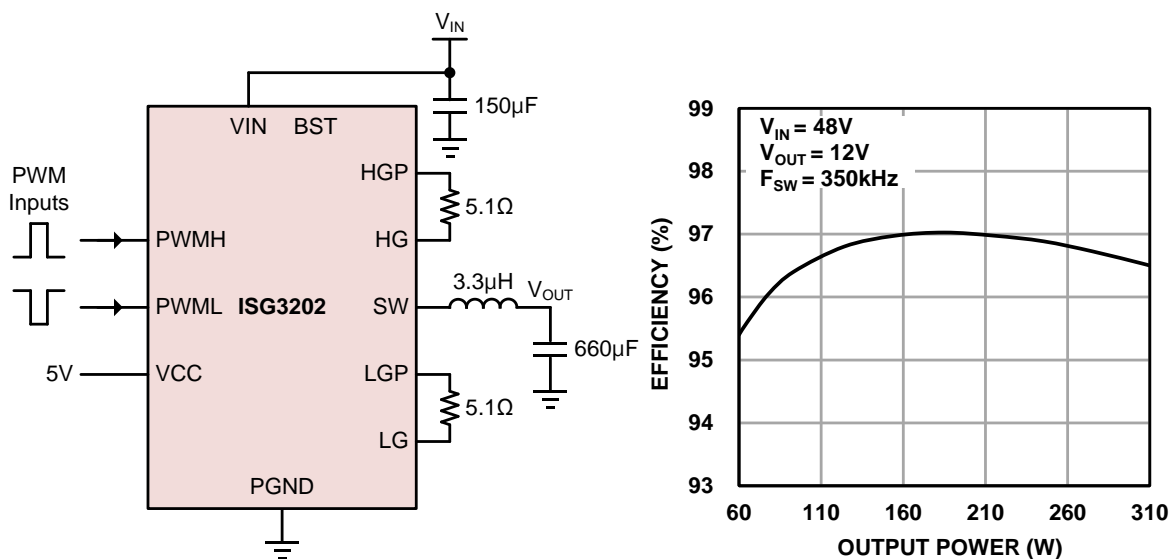 V_IN
150µF
VIN BST
HGP
5.1Ω
HG
PWM
Inputs
PWMH
3.3µH
V_OUT
PWML ISG3202 SW
660µF
5V VCC
LGP
5.1Ω
LG
PGND
V_IN = 48V
V_OUT = 12V
F_SW = 350kHz
EFFICIENCY (%)
99
98
97
96
95
94
93
60 110 160 210 260 310
OUTPUT POWER (W)